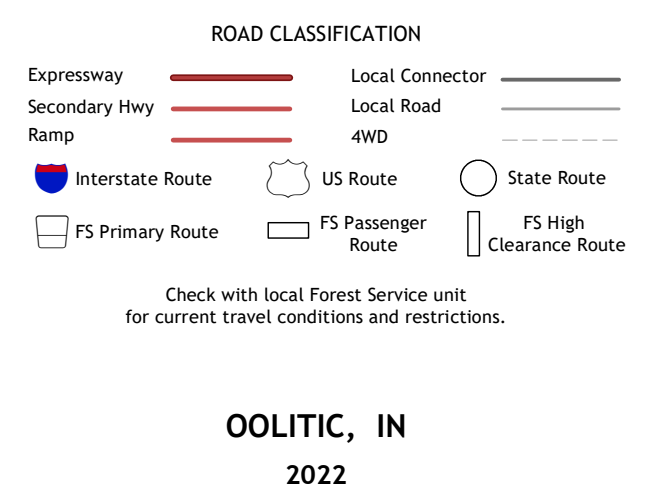 ROAD CLASSIFICATION
Expressway
Local Connector
Secondary Hwy
Local Road
Ramp
4WD
Interstate Route
US Route
State Route
FS Primary Route
FS Passenger
Route
FS High
Clearance Route
Check with local Forest Service unit
for current travel conditions and restrictions.
OOLITIC, IN
2022